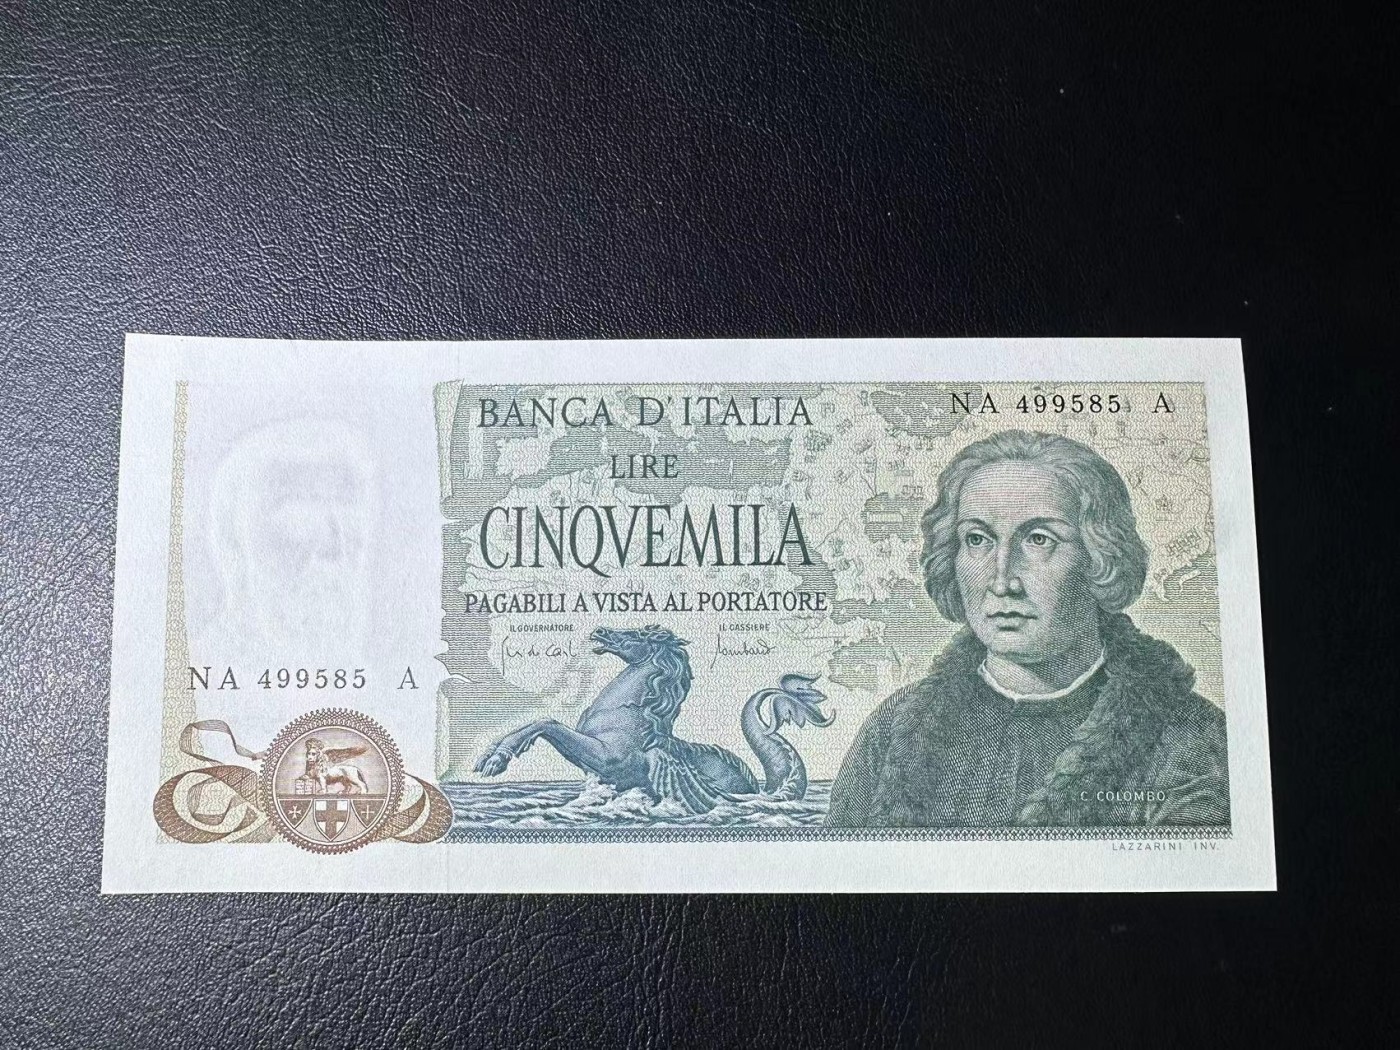 BANCA D'ITALIA
NA 499585 A
LIRE
CINQVEMILA
PAGABILI A VISTA AL PORTATORE
IL GOVERNATORE
IL CASSIERE
NA 499585 A
C. COLOMBO
LAZZARINI INV.